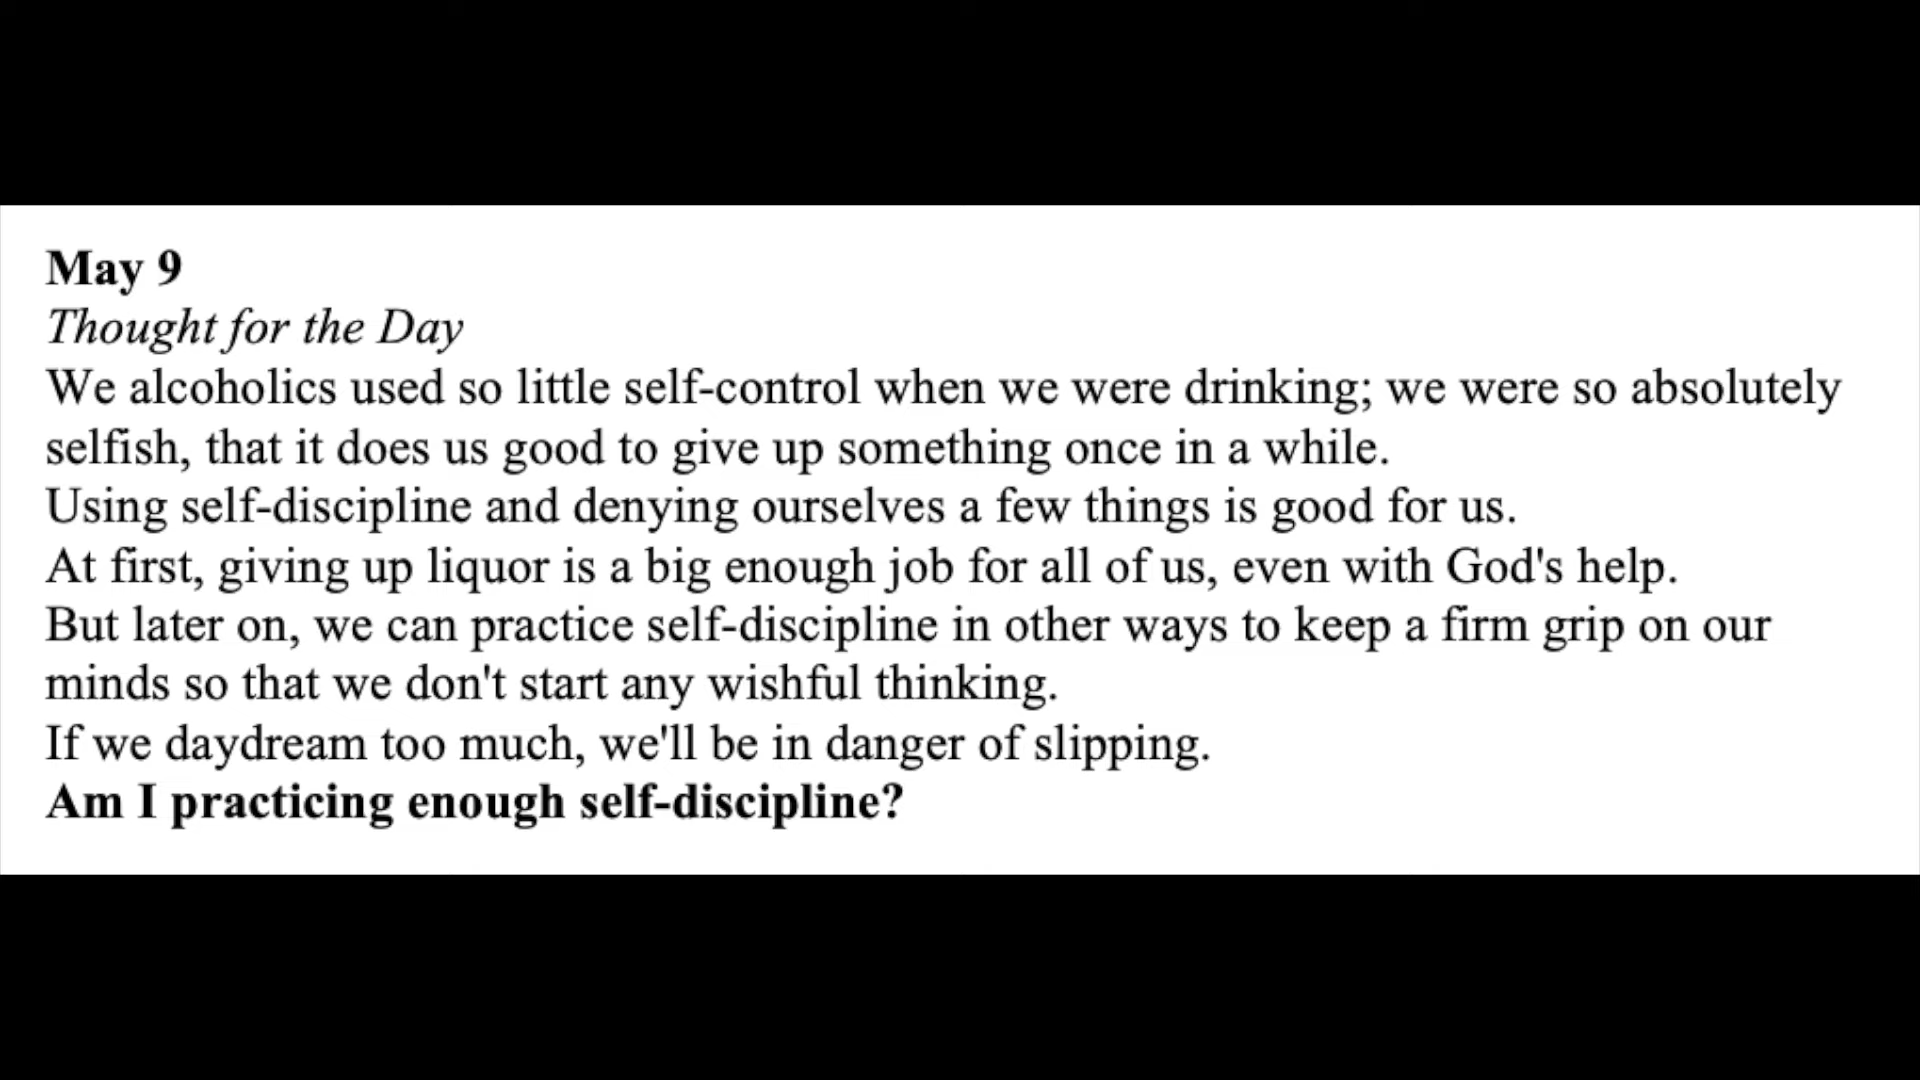 May 9
Thought for the Day
We alcoholics used so little self-control when we were drinking; we were so absolutely
selfish, that it does us good to give up something once in a while.
Using self-discipline and denying ourselves a few things is good for us.
At first, giving up liquor is a big enough job for all of us, even with God's help.
But later on, we can practice self-discipline in other ways to keep a firm grip on our
minds so that we don't start any wishful thinking.
If we daydream too much, we'll be in danger of slipping.
Am I practicing enough self-discipline?